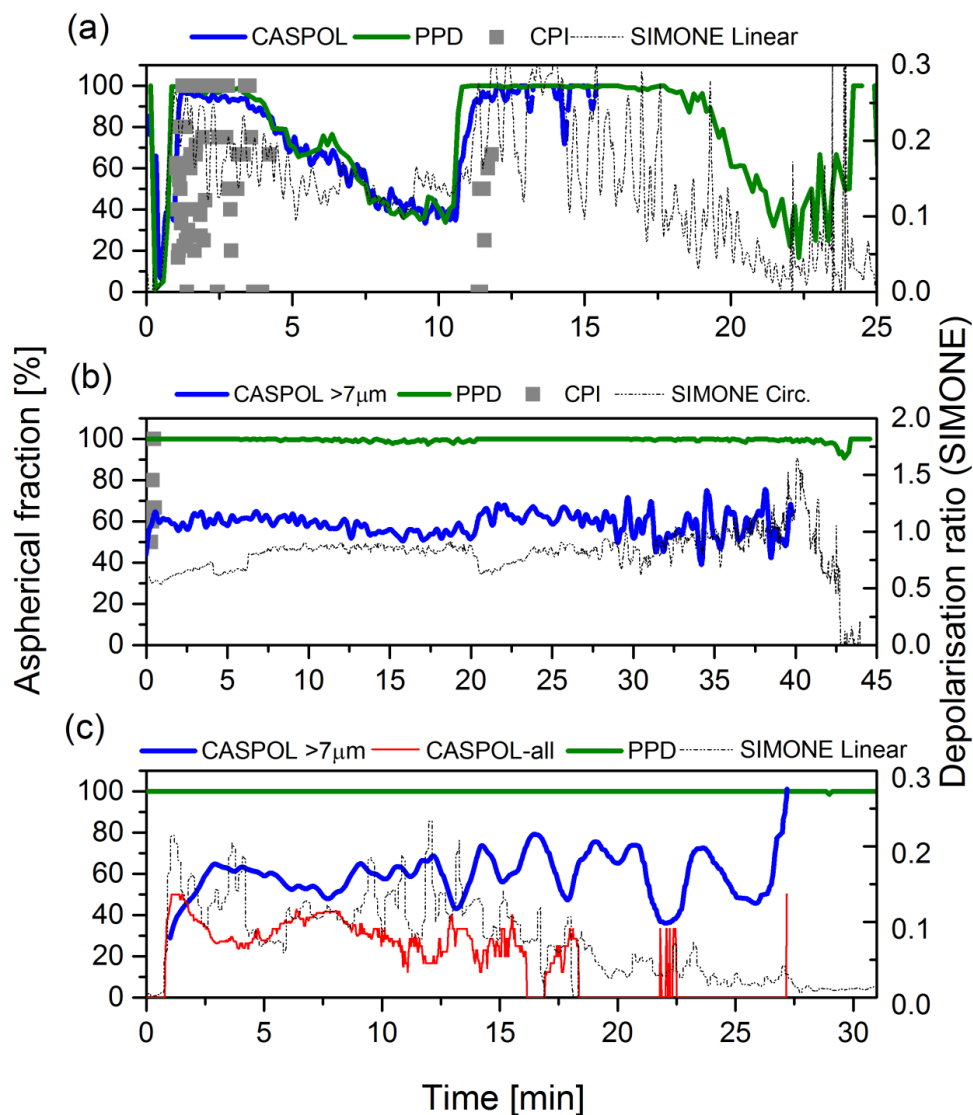 (a)
CASPOL PPD CPI SIMONE Linear
100
80
60
40
20
0
0.3
0.2
0.1
0.0
0 5 10 15 20 25
(b)
CASPOL >7μm PPD CPI SIMONE Circ.
100
80
60
40
20
0
2.0
1.5
1.0
0.5
0.0
0 5 10 15 20 25 30 35 40 45
(c)
CASPOL >7μm CASPOL-all PPD SIMONE Linear
100
80
60
40
20
0
0.3
0.2
0.1
0.0
0 5 10 15 20 25 30
Aspherical fraction [%]
Depolarisation ratio (SIMONE)
Time [min]